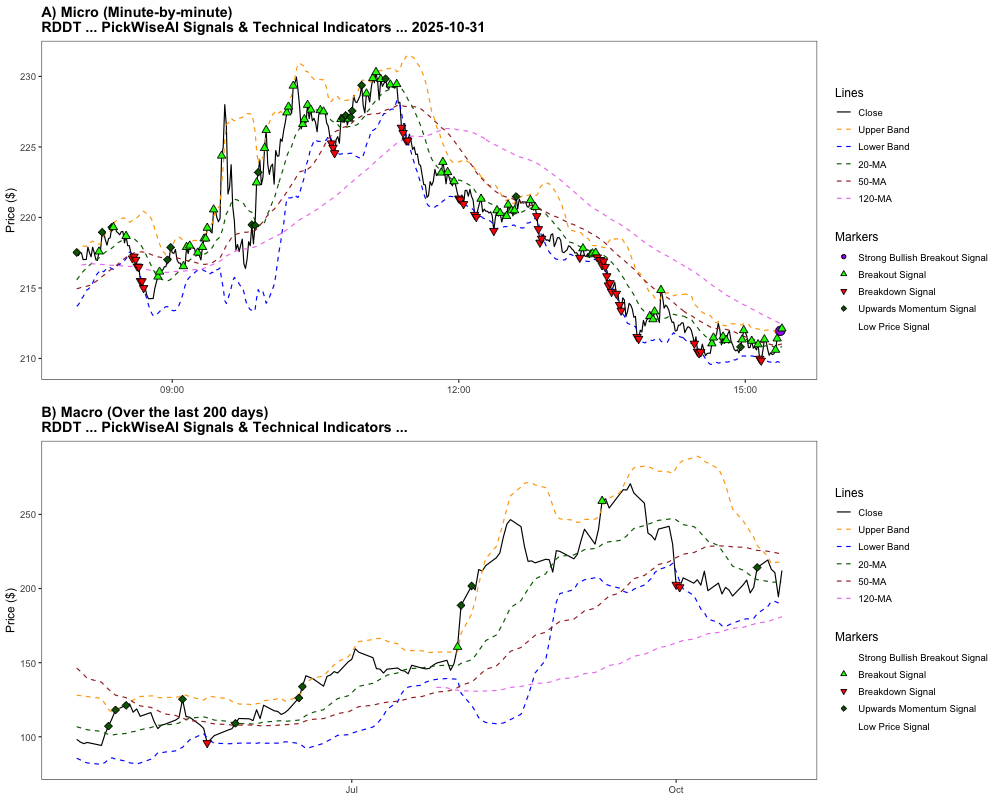 A) Micro (Minute-by-minute)
RDDT ... PickWiseAI Signals & Technical Indicators ... 2025-10-31
Price ($)
230
225
220
215
210
09:00
12:00
15:00
Lines
Close
Upper Band
Lower Band
20-MA
50-MA
120-MA
Markers
Strong Bullish Breakout Signal
Breakout Signal
Breakdown Signal
Upwards Momentum Signal
Low Price Signal
B) Macro (Over the last 200 days)
RDDT ... PickWiseAI Signals & Technical Indicators ...
Price ($)
250
200
150
100
Jul
Oct
Lines
Close
Upper Band
Lower Band
20-MA
50-MA
120-MA
Markers
Strong Bullish Breakout Signal
Breakout Signal
Breakdown Signal
Upwards Momentum Signal
Low Price Signal